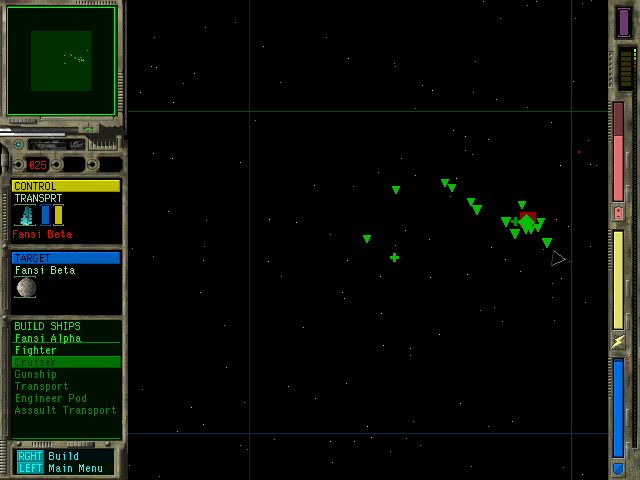 025
CONTROL
TRANSPRT
Fansi Beta
TARGET
Fansi Beta
BUILD SHIPS
Fansi Alpha
Fighter
Cruiser
Gunship
Transport
Engineer Pod
Assault Transport
RGHT Build
LEFT Main Menu